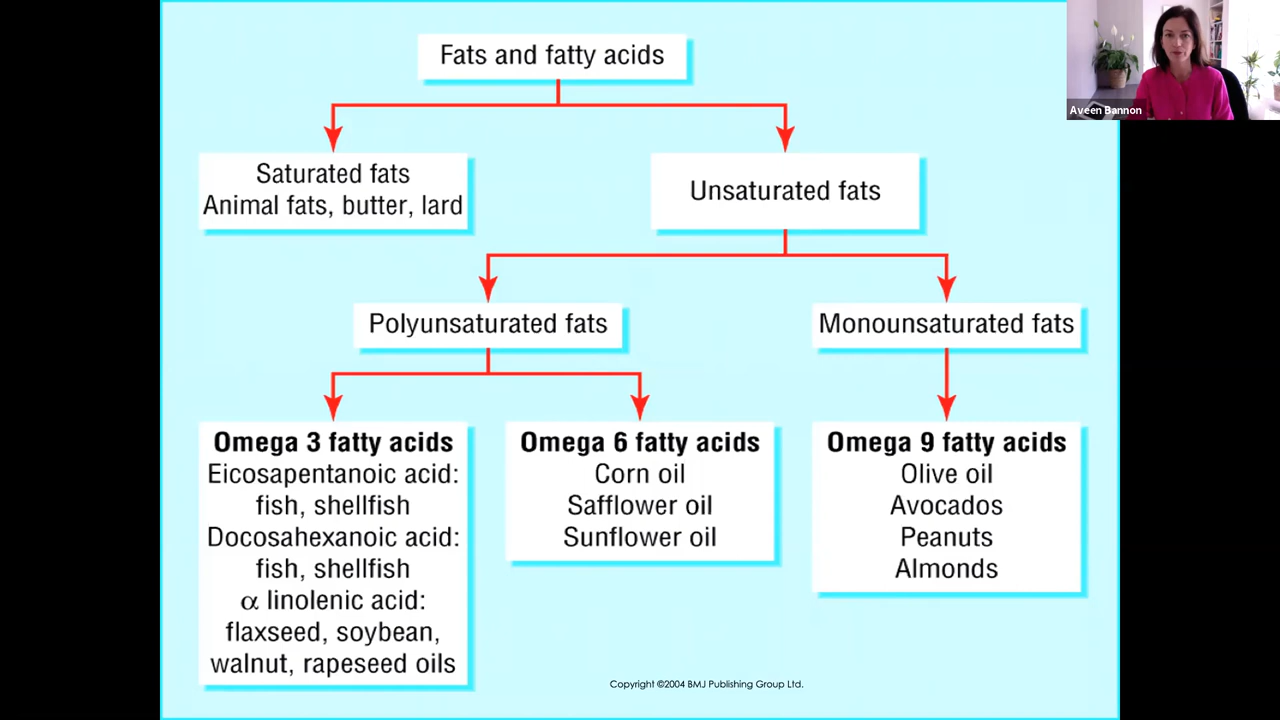 Fats and fatty acids
Aveen Bannon
Saturated fats
Animal fats, butter, lard
Unsaturated fats
Polyunsaturated fats
Monounsaturated fats
Omega 3 fatty acids
Eicosapentanoic acid:
fish, shellfish
Docosahexanoic acid:
fish, shellfish
α linolenic acid:
flaxseed, soybean,
walnut, rapeseed oils
Omega 6 fatty acids
Corn oil
Safflower oil
Sunflower oil
Omega 9 fatty acids
Olive oil
Avocados
Peanuts
Almonds
Copyright ©2004 BMJ Publishing Group Ltd.